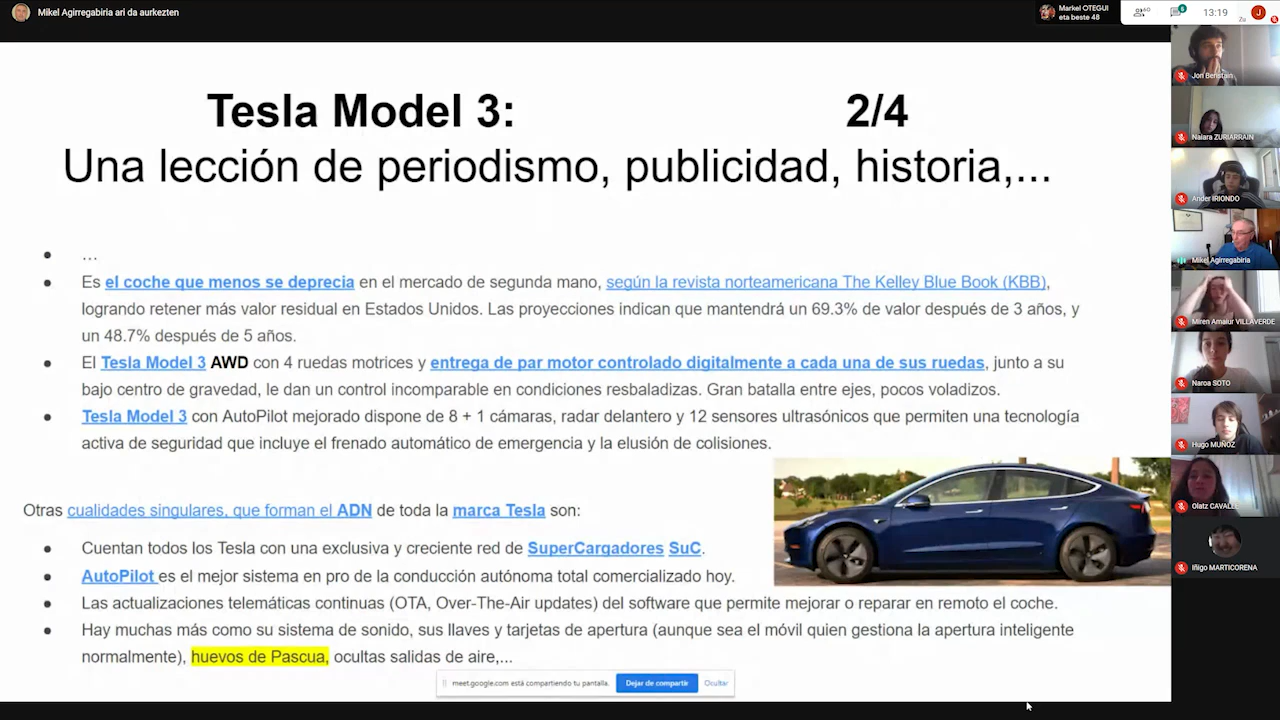 Mikel Agirregabiria ari da aurkezten
Markel OTEGUI
eta beste 48
60
6
13:19
Zu
J
Tesla Model 3: 2/4
Una lección de periodismo, publicidad, historia,...
● ...
● Es el coche que menos se deprecia en el mercado de segunda mano, según la revista norteamericana The Kelley Blue Book (KBB),
logrando retener más valor residual en Estados Unidos. Las proyecciones indican que mantendrá un 69.3% de valor después de 3 años, y
un 48.7% después de 5 años.
● El Tesla Model 3 AWD con 4 ruedas motrices y entrega de par motor controlado digitalmente a cada una de sus ruedas, junto a su
bajo centro de gravedad, le dan un control incomparable en condiciones resbaladizas. Gran batalla entre ejes, pocos voladizos.
● Tesla Model 3 con AutoPilot mejorado dispone de 8 + 1 cámaras, radar delantero y 12 sensores ultrasónicos que permiten una tecnología
activa de seguridad que incluye el frenado automático de emergencia y la elusión de colisiones.
Otras cualidades singulares, que forman el ADN de toda la marca Tesla son:
● Cuentan todos los Tesla con una exclusiva y creciente red de SuperCargadores SuC.
● AutoPilot es el mejor sistema en pro de la conducción autónoma total comercializado hoy.
● Las actualizaciones telemáticas continuas (OTA, Over-The-Air updates) del software que permite mejorar o reparar en remoto el coche.
● Hay muchas más como su sistema de sonido, sus llaves y tarjetas de apertura (aunque sea el móvil quien gestiona la apertura inteligente
normalmente), huevos de Pascua, ocultas salidas de aire,...
meet.google.com está compartiendo tu pantalla. Dejar de compartir Ocultar
Jon Beristain
Naiara ZURIARRAIN
Ander IRIONDO
Mikel Agirregabiria
Miren Amaiur VILLAVERDE
Naroa SOTO
Hugo MUÑOZ
Olatz CAVALLE
Iñigo MARTICORENA